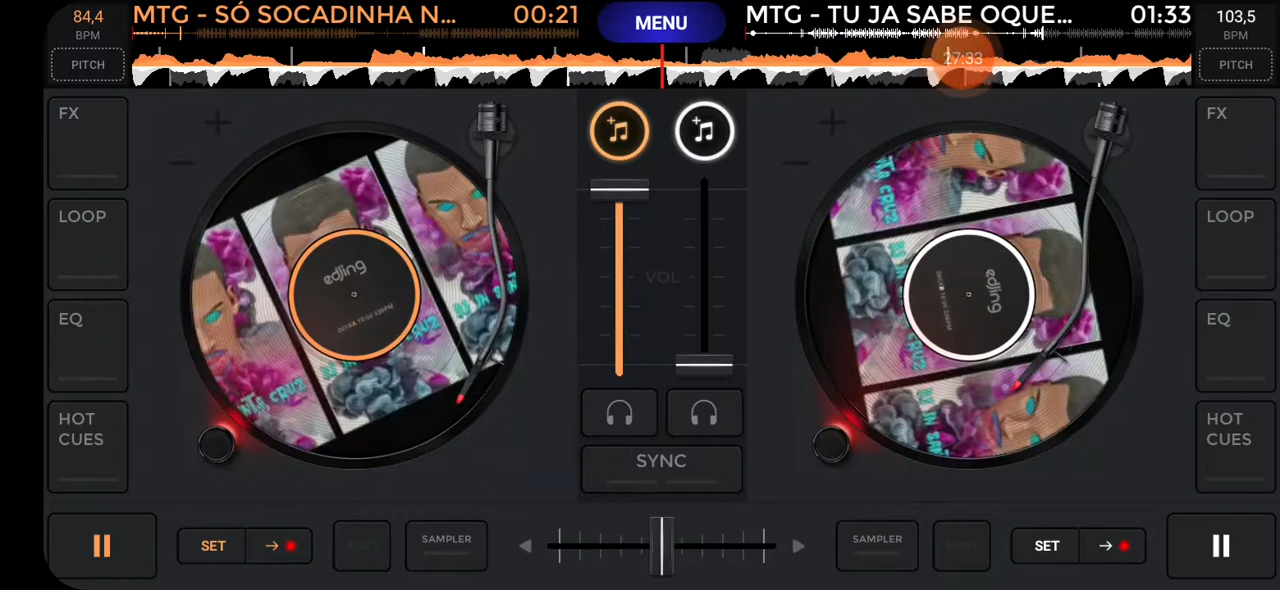 84,4
BPM
PITCH
MTG - SÓ SOCADINHA N...
00:21
MENU
MTG - TU JA SABE OQUE...
01:33
27:33
103,5
BPM
PITCH
FX
LOOP
EQ
HOT
CUES
edjing
edjing
VOL
SYNC
FX
LOOP
EQ
HOT
CUES
SET
SAMPLER
SAMPLER
SET